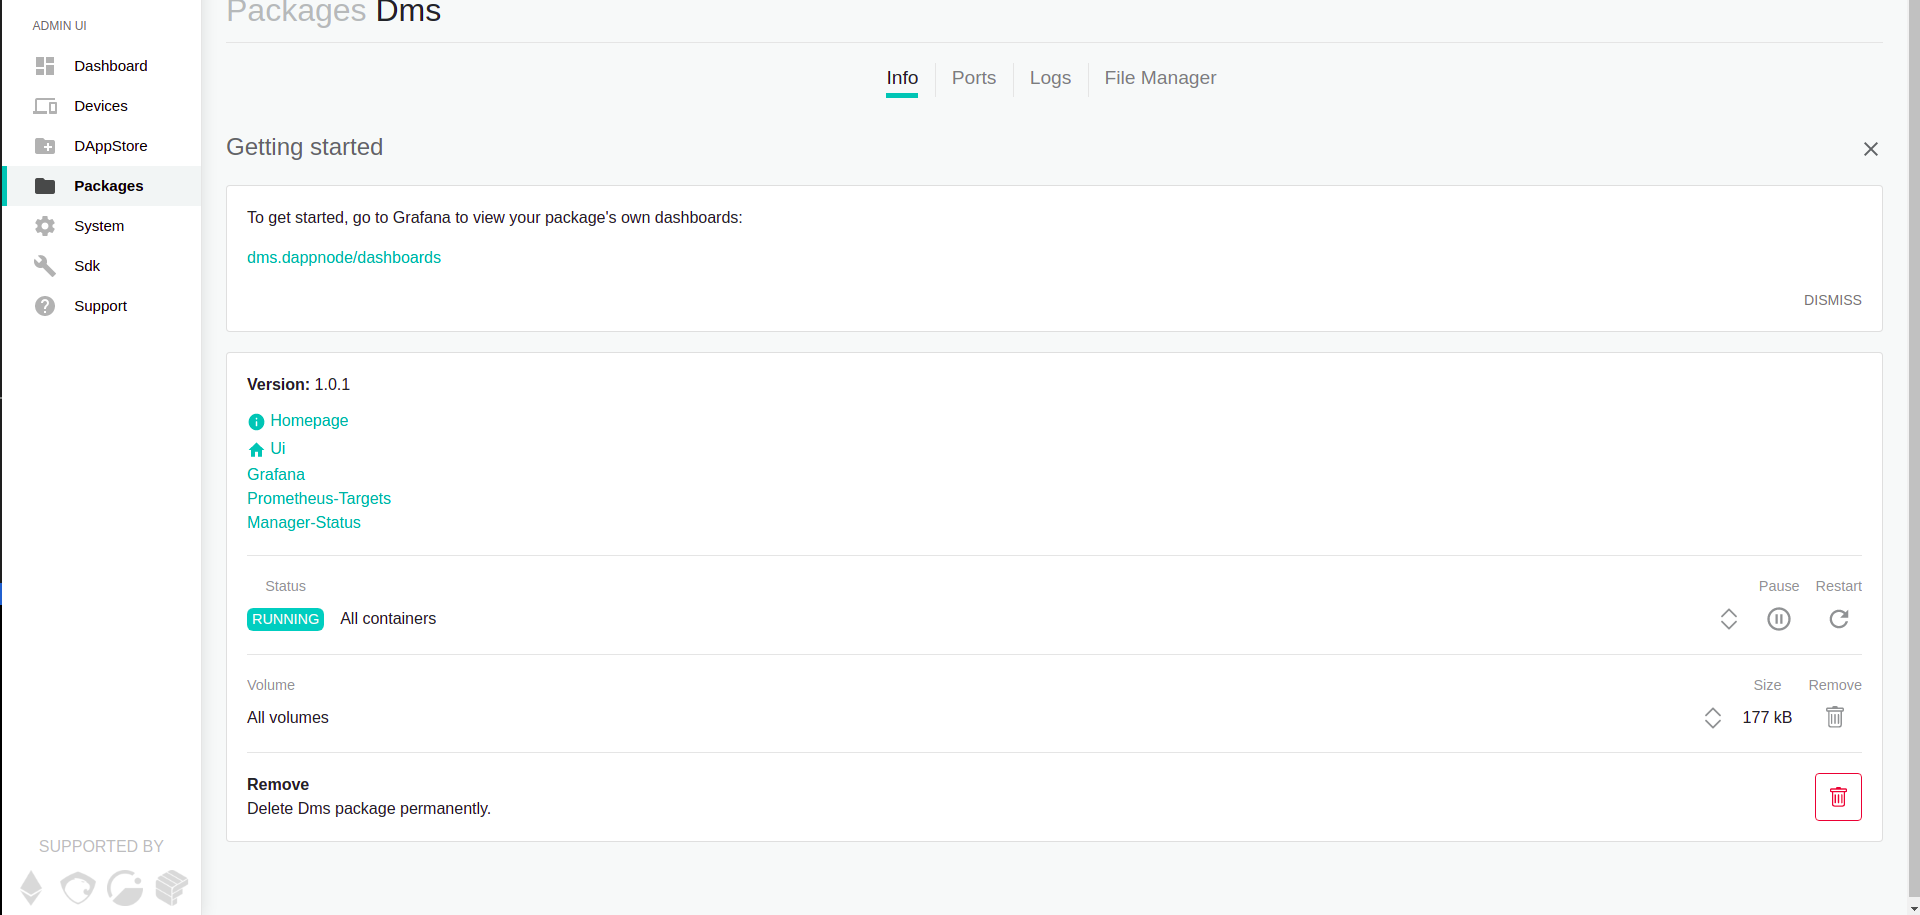 ADMIN UI
Dashboard
Devices
DAppStore
Packages
System
Sdk
Support
SUPPORTED BY
Packages Dms
Info
Ports
Logs
File Manager
Getting started
To get started, go to Grafana to view your package's own dashboards:
dms.dappnode/dashboards
DISMISS
Version: 1.0.1
Homepage
Ui
Grafana
Prometheus-Targets
Manager-Status
Status Pause Restart
RUNNING All containers
Volume Size Remove
All volumes 177 kB
Remove
Delete Dms package permanently.